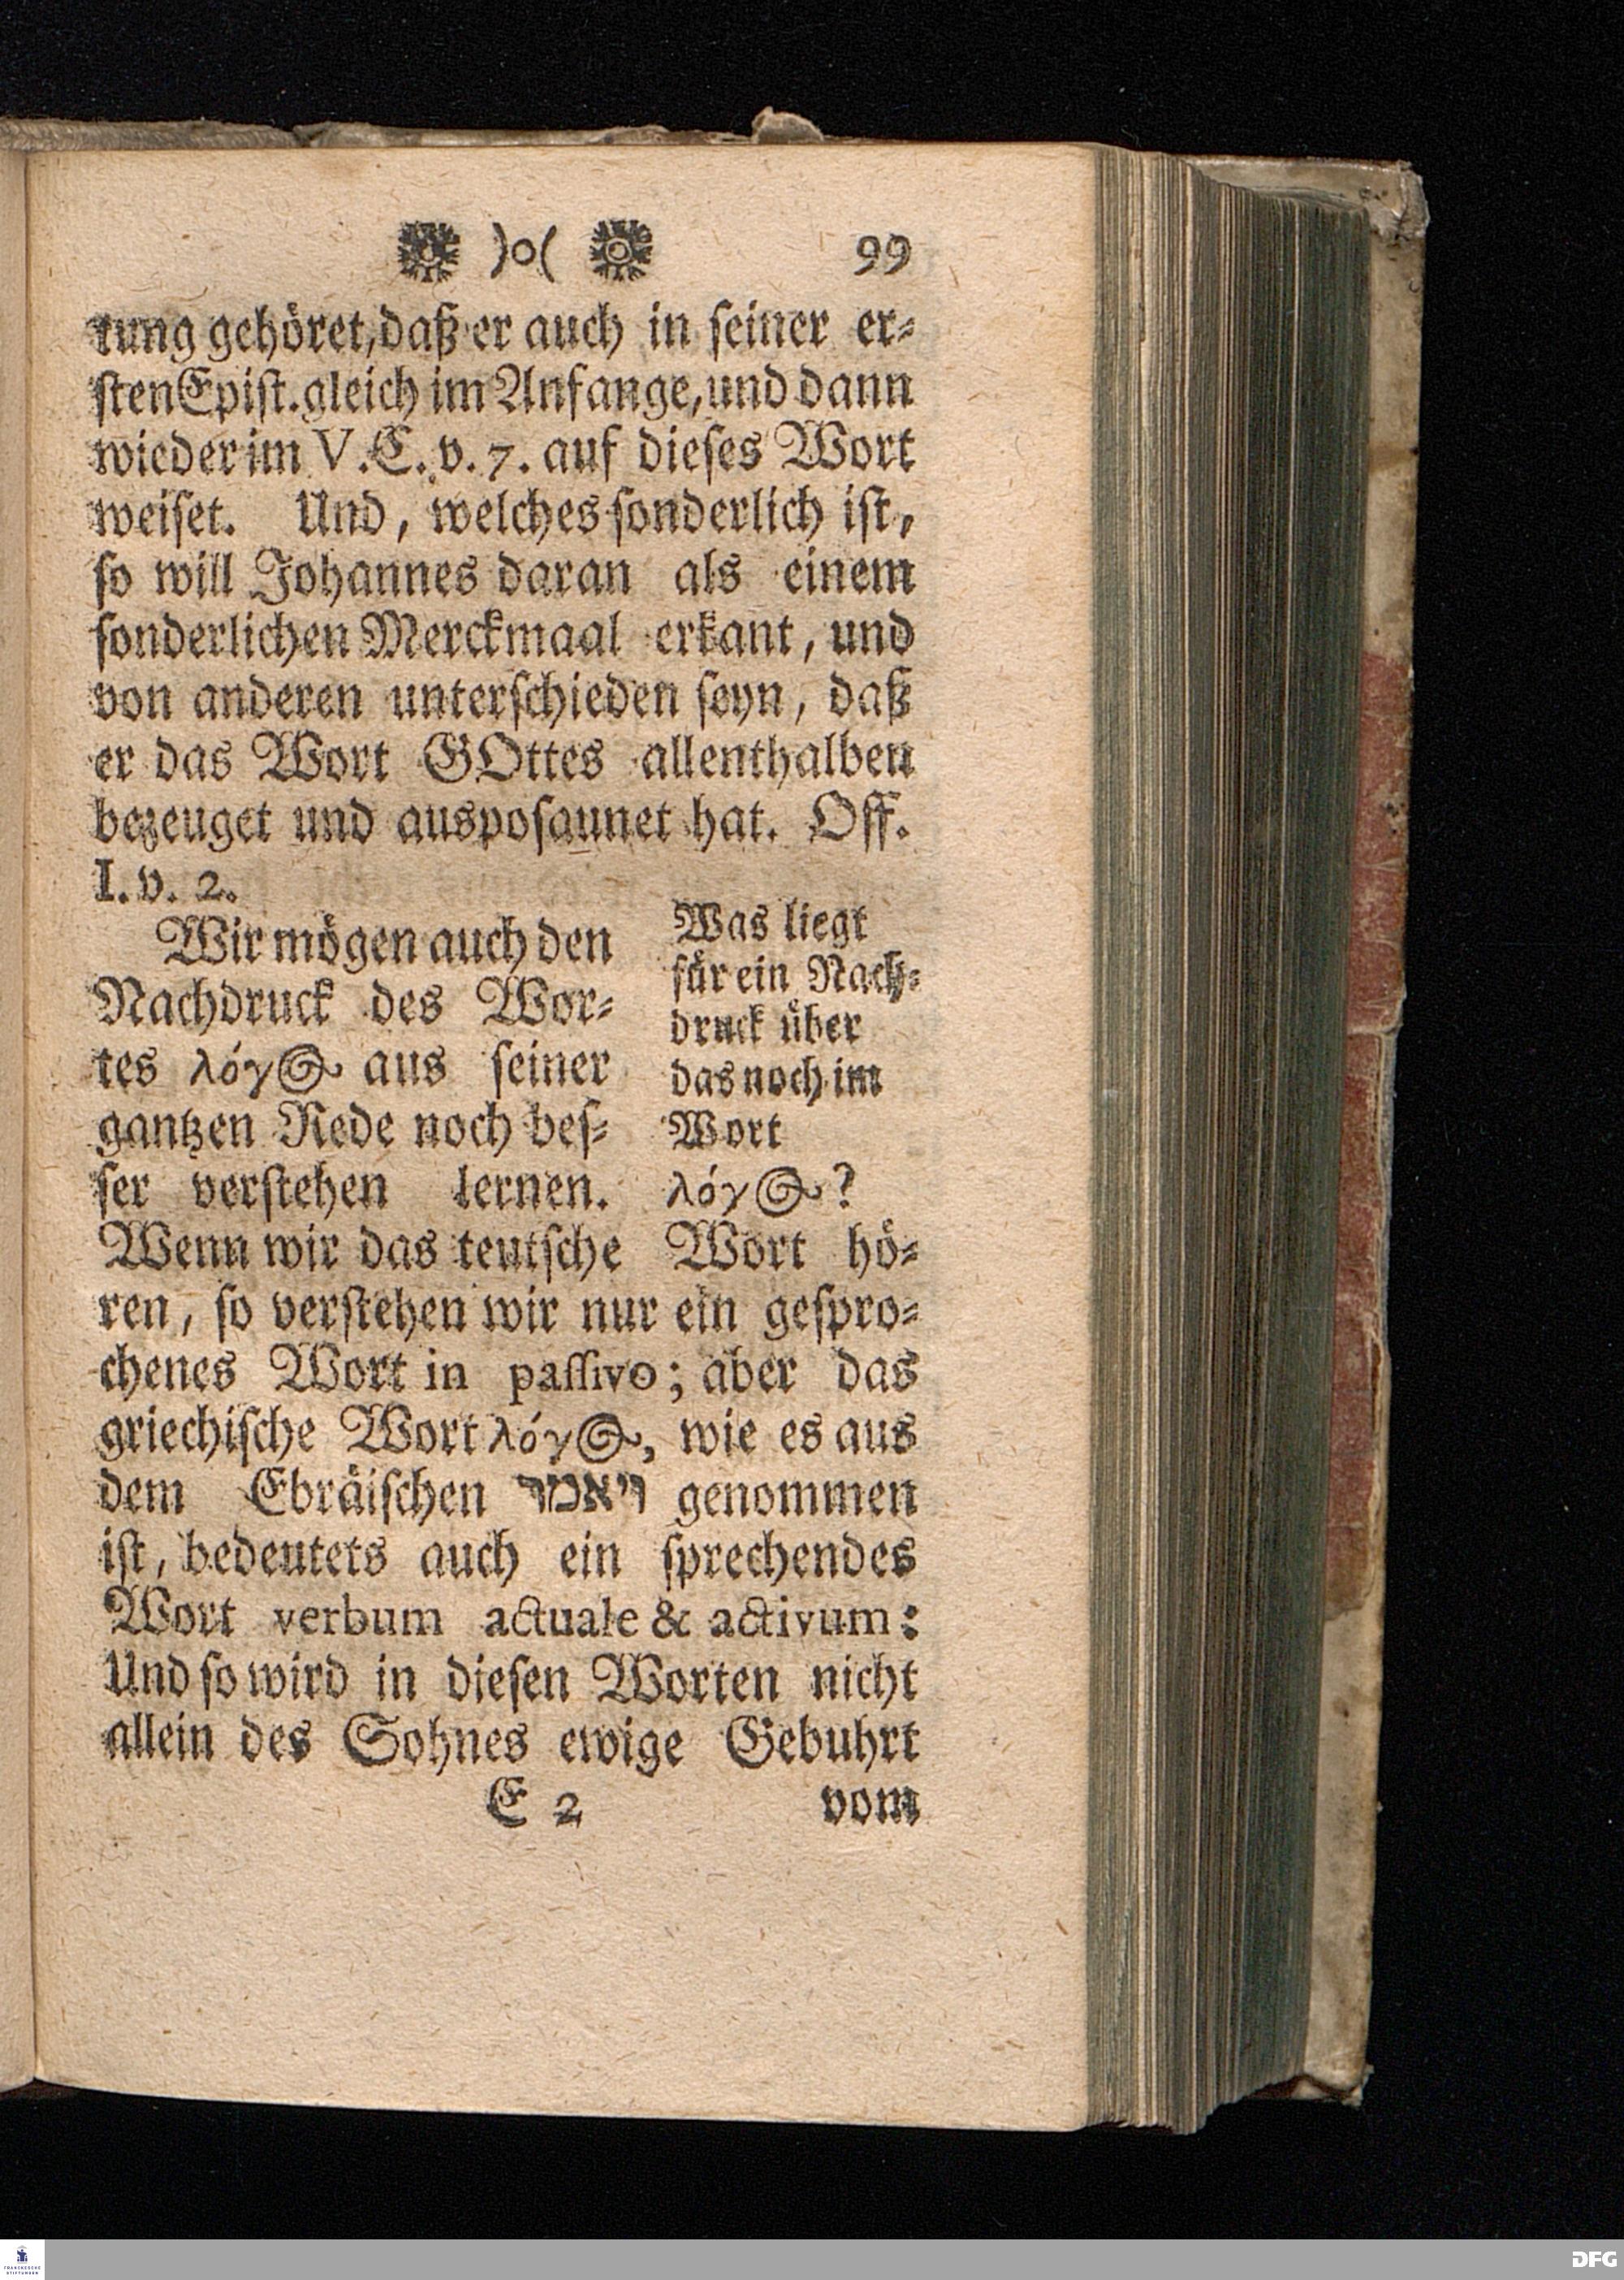 )o( 99
tung gehöret, daß er auch in seiner er-
sten Epist. gleich im Anfange, und dann
wieder im V. C. v. 7. auf dieses Wort
weiset. Und, welches sonderlich ist,
so will Johannes daran als einem
sonderlichen Merckmaal erkant, und
von anderen unterschieden seyn, daß
er das Wort GOttes allenthalben
bezeuget und ausposaunet hat. Off.
I. v. 2.
Wir mögen auch den
Nachdruck des Wor-
tes λόγος aus seiner
gantzen Rede noch bes-
ser verstehen lernen.
Was liegt
für ein Nach-
druck über
das noch im
Wort
λόγος?
Wenn wir das teutsche Wort hö-
ren, so verstehen wir nur ein gespro-
chenes Wort in passivo; aber das
griechische Wort λόγος, wie es aus
dem Ebräischen ויאמר genommen
ist, bedeutets auch ein sprechendes
Wort verbum actuale & activum:
Und so wird in diesen Worten nicht
allein des Sohnes ewige Gebuhrt
E 2 vom
FRANCKESCHE
STIFTUNGEN
DFG